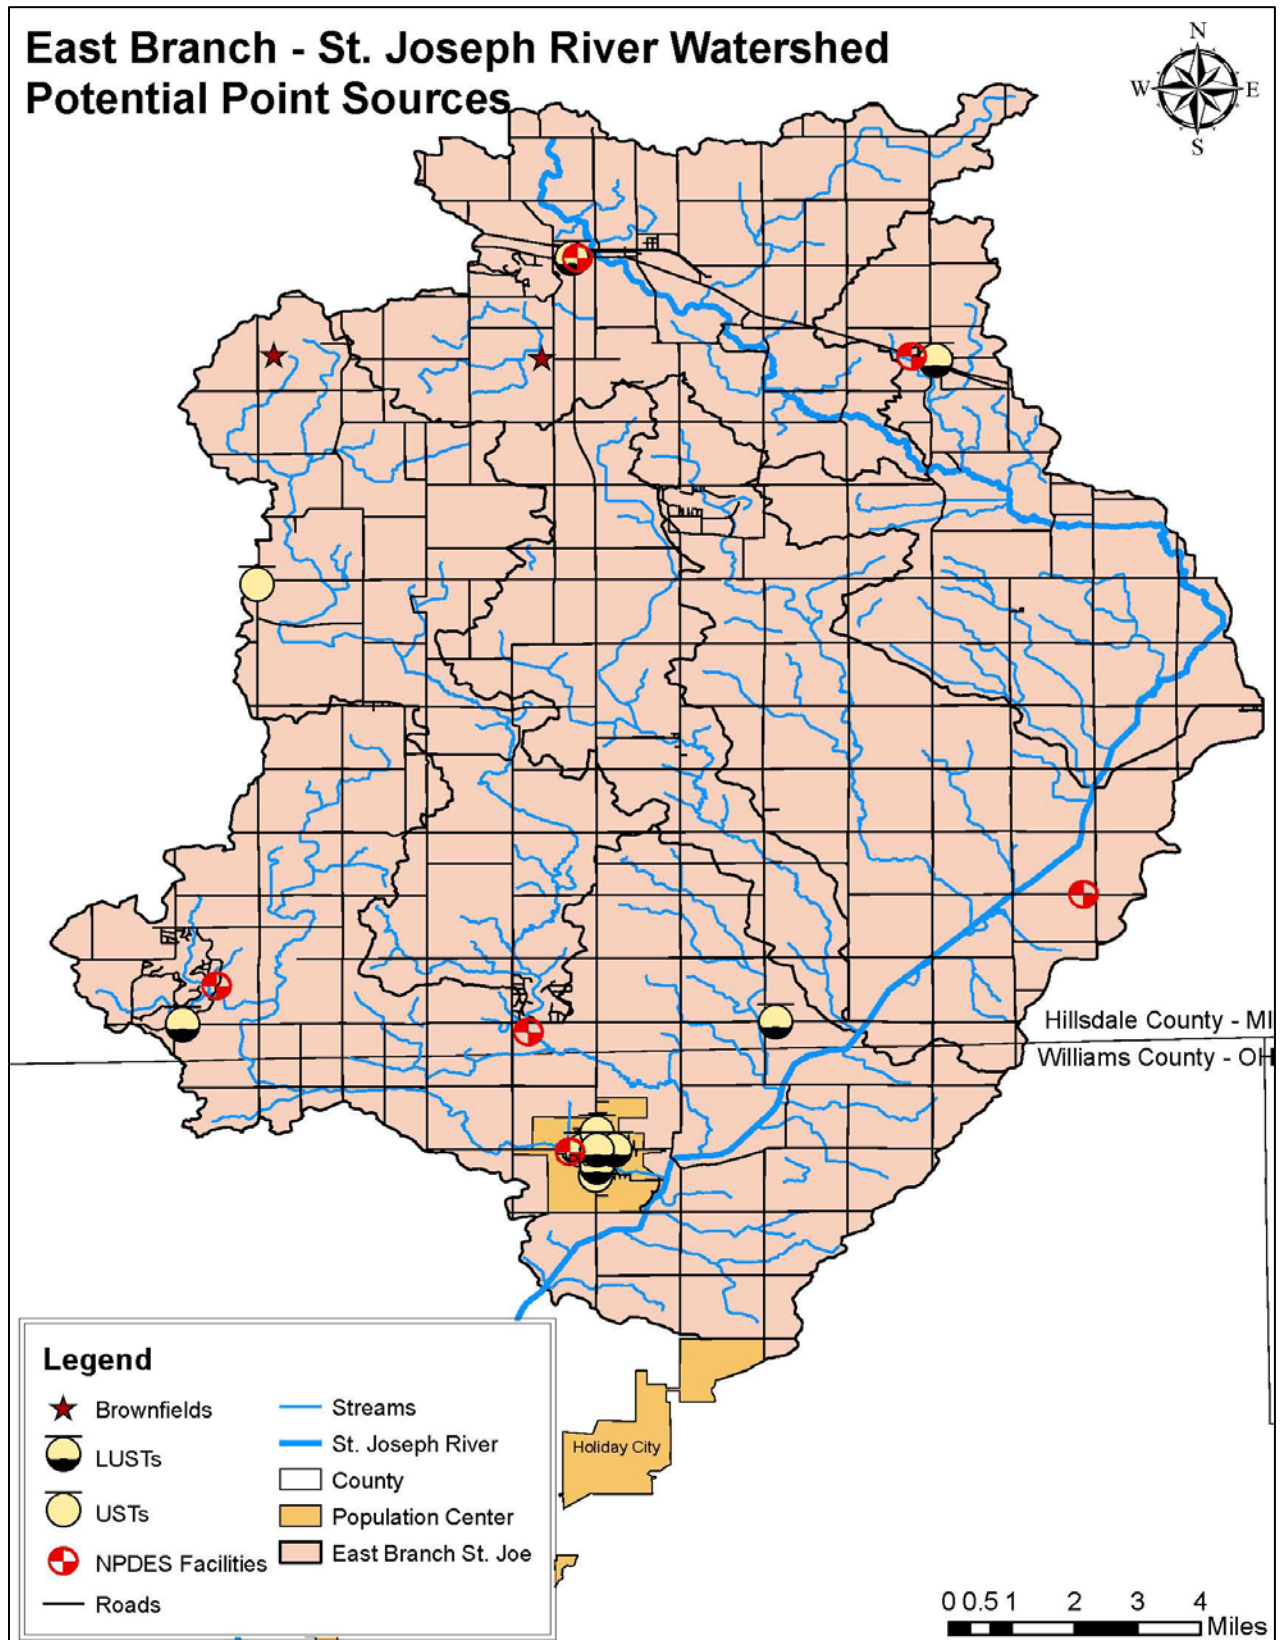 East Branch - St. Joseph River Watershed
Potential Point Sources
N
W E
S
Hillsdale County - MI
Williams County - OH
Holiday City
Legend
Brownfields
LUSTs
USTs
NPDES Facilities
Roads
Streams
St. Joseph River
County
Population Center
East Branch St. Joe
0 0.5 1 2 3 4
Miles